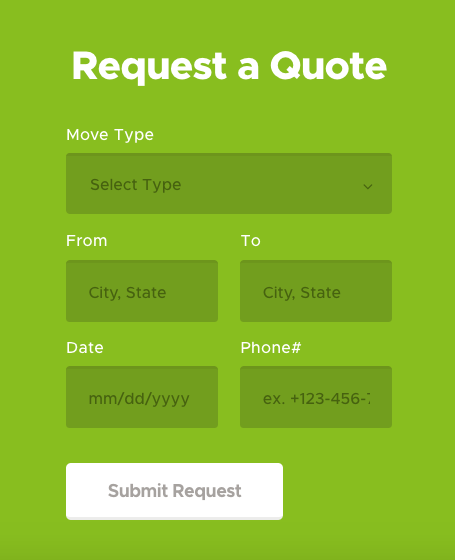 Request a Quote
Move Type
Select Type
From To
City, State City, State
Date Phone#
mm/dd/yyyy ex. +123-456-
Submit Request